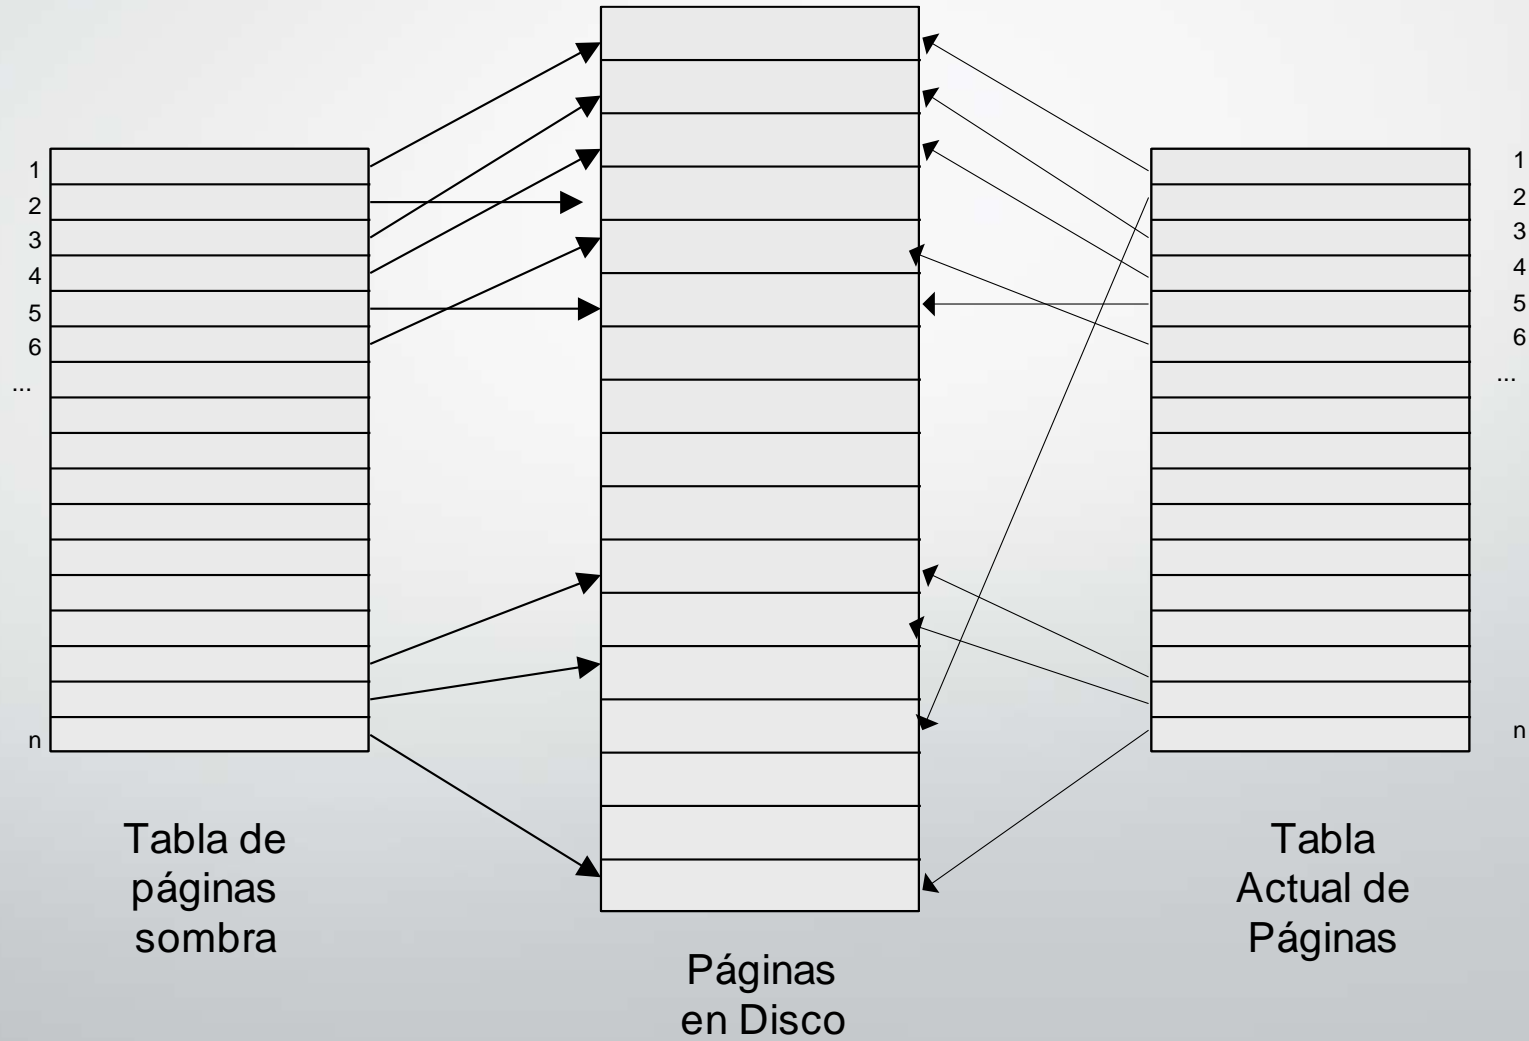 1
2
3
4
5
6
...
n
Tabla de
páginas
sombra
Páginas
en Disco
1
2
3
4
5
6
...
n
Tabla
Actual de
Páginas